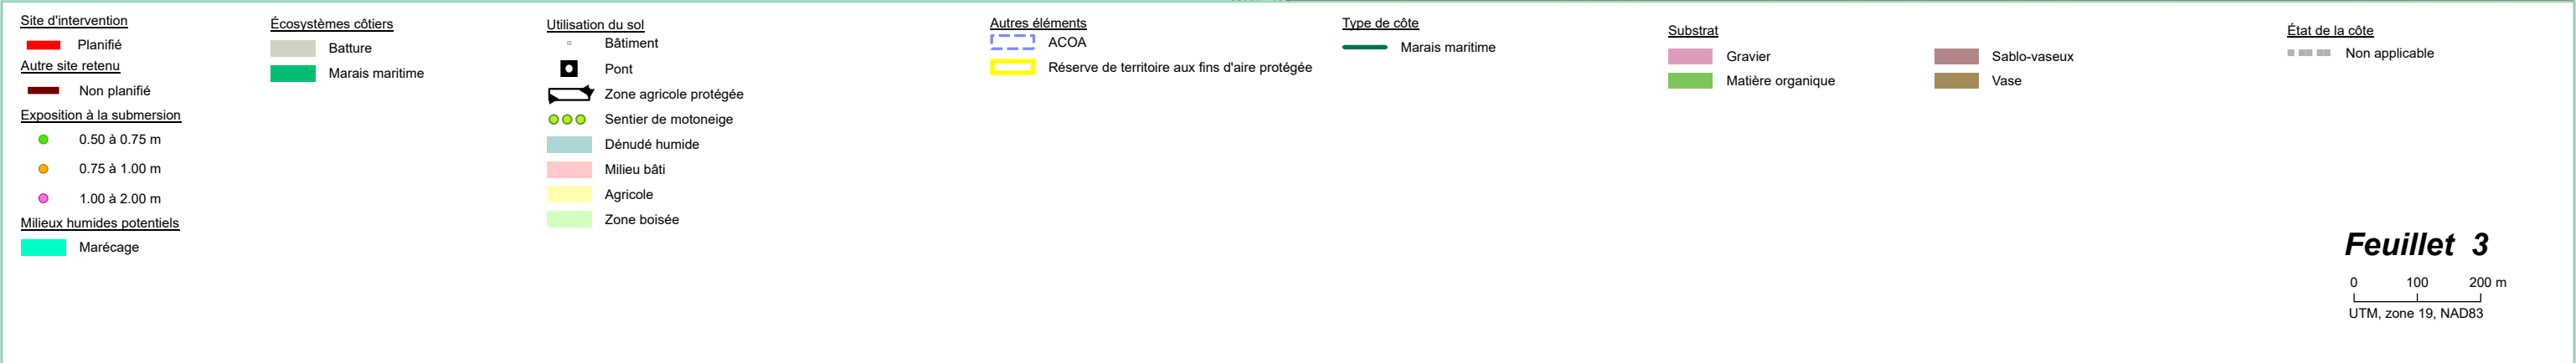 Site d'intervention
Planifié
Autre site retenu
Non planifié
Exposition à la submersion
0.50 à 0.75 m
0.75 à 1.00 m
1.00 à 2.00 m
Milieux humides potentiels
Marécage
Écosystèmes côtiers
Batture
Marais maritime
Utilisation du sol
Bâtiment
Pont
Zone agricole protégée
Sentier de motoneige
Dénudé humide
Milieu bâti
Agricole
Zone boisée
Autres éléments
ACOA
Réserve de territoire aux fins d'aire protégée
Type de côte
Marais maritime
Substrat
Gravier
Matière organique
Sablo-vaseux
Vase
État de la côte
Non applicable
Feuillet 3
0 100 200 m
UTM, zone 19, NAD83